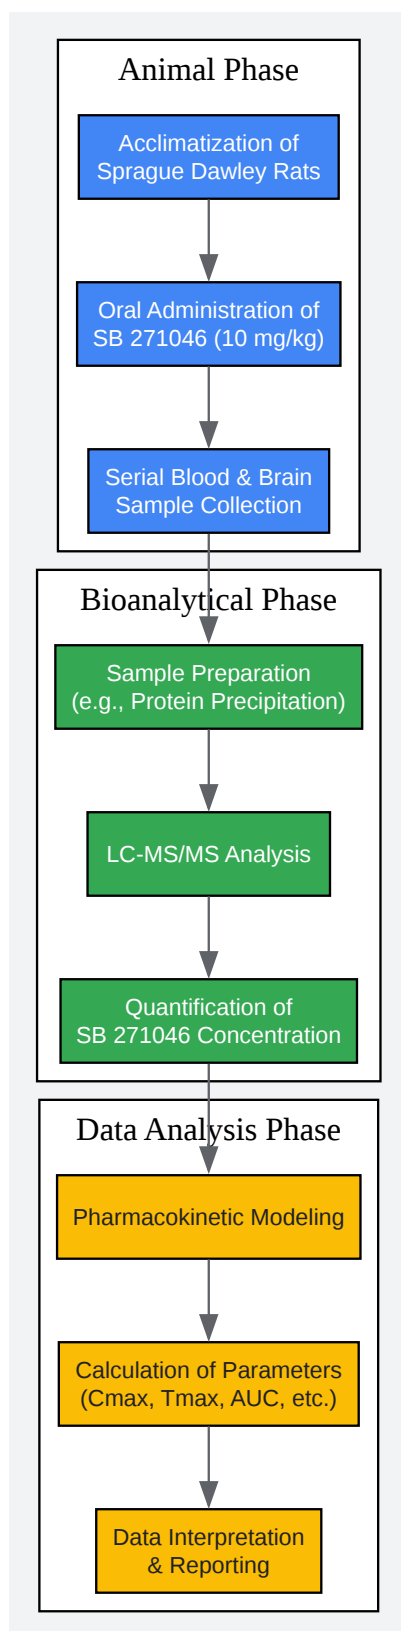 Animal Phase
Acclimatization of
Sprague Dawley Rats
Oral Administration of
SB 271046 (10 mg/kg)
Serial Blood & Brain
Sample Collection
Bioanalytical Phase
Sample Preparation
(e.g., Protein Precipitation)
LC-MS/MS Analysis
Quantification of
SB 271046 Concentration
Data Analysis Phase
Pharmacokinetic Modeling
Calculation of Parameters
(Cmax, Tmax, AUC, etc.)
Data Interpretation
& Reporting